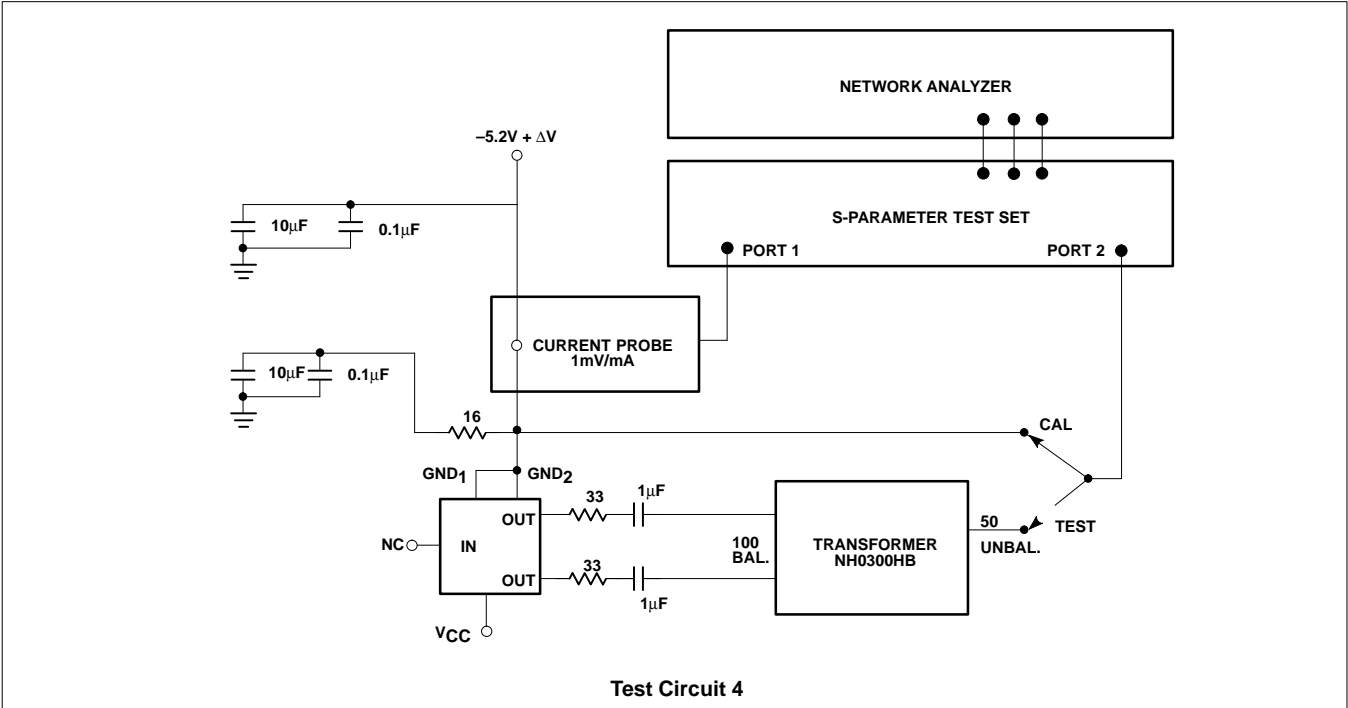 NETWORK ANALYZER
–5.2V + ΔV
S-PARAMETER TEST SET
10μF
0.1μF
PORT 1
PORT 2
CURRENT PROBE
1mV/mA
10μF
0.1μF
16
CAL
GND1
GND2
33
1μF
OUT
50
TEST
NC
IN
100
BAL.
TRANSFORMER
NH0300HB
UNBAL.
OUT
33
1μF
VCC
Test Circuit 4